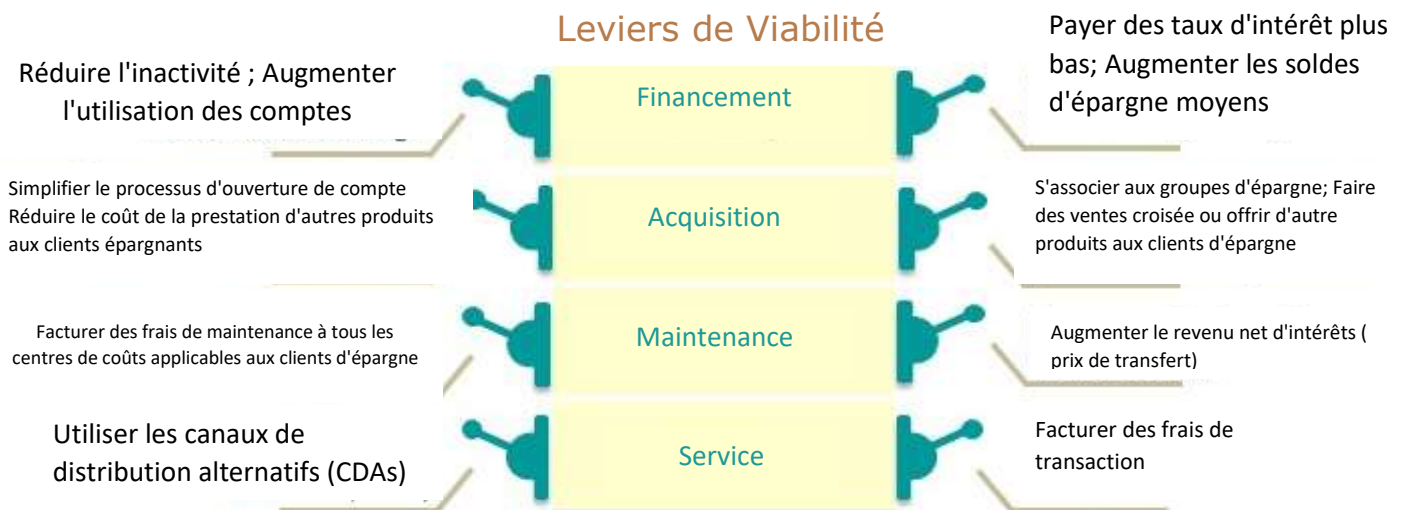 Leviers de Viabilité
Réduire l'inactivité ; Augmenter
l'utilisation des comptes
Financement
Payer des taux d'intérêt plus
bas; Augmenter les soldes
d'épargne moyens
Simplifier le processus d'ouverture de compte
Réduire le coût de la prestation d'autres produits
aux clients épargnants
Acquisition
S'associer aux groupes d'épargne; Faire
des ventes croisée ou offrir d'autre
produits aux clients d'épargne
Facturer des frais de maintenance à tous les
centres de coûts applicables aux clients d'épargne
Maintenance
Augmenter le revenu net d'intérêts (
prix de transfert)
Utiliser les canaux de
distribution alternatifs (CDAs)
Service
Facturer des frais de
transaction